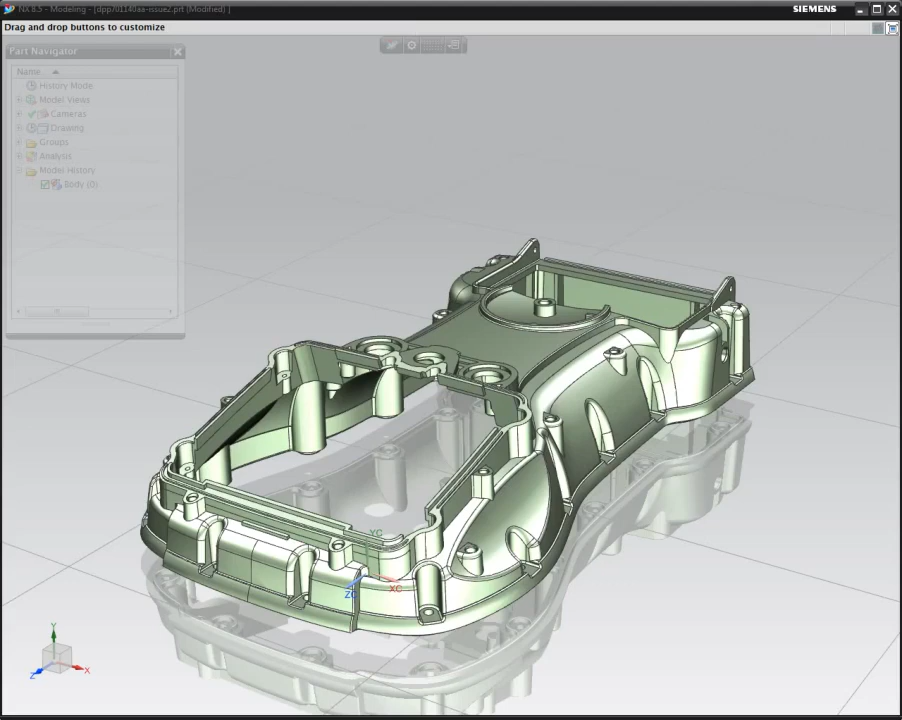 NX 8.5 - Modeling - [dpp701140aa-issue2.prt (Modified) ]
SIEMENS
Drag and drop buttons to customize
Part Navigator
Name
History Mode
Model Views
Cameras
Drawing
Groups
Analysis
Model History
Body (0)
YC
XC
ZC
Y
X
Z